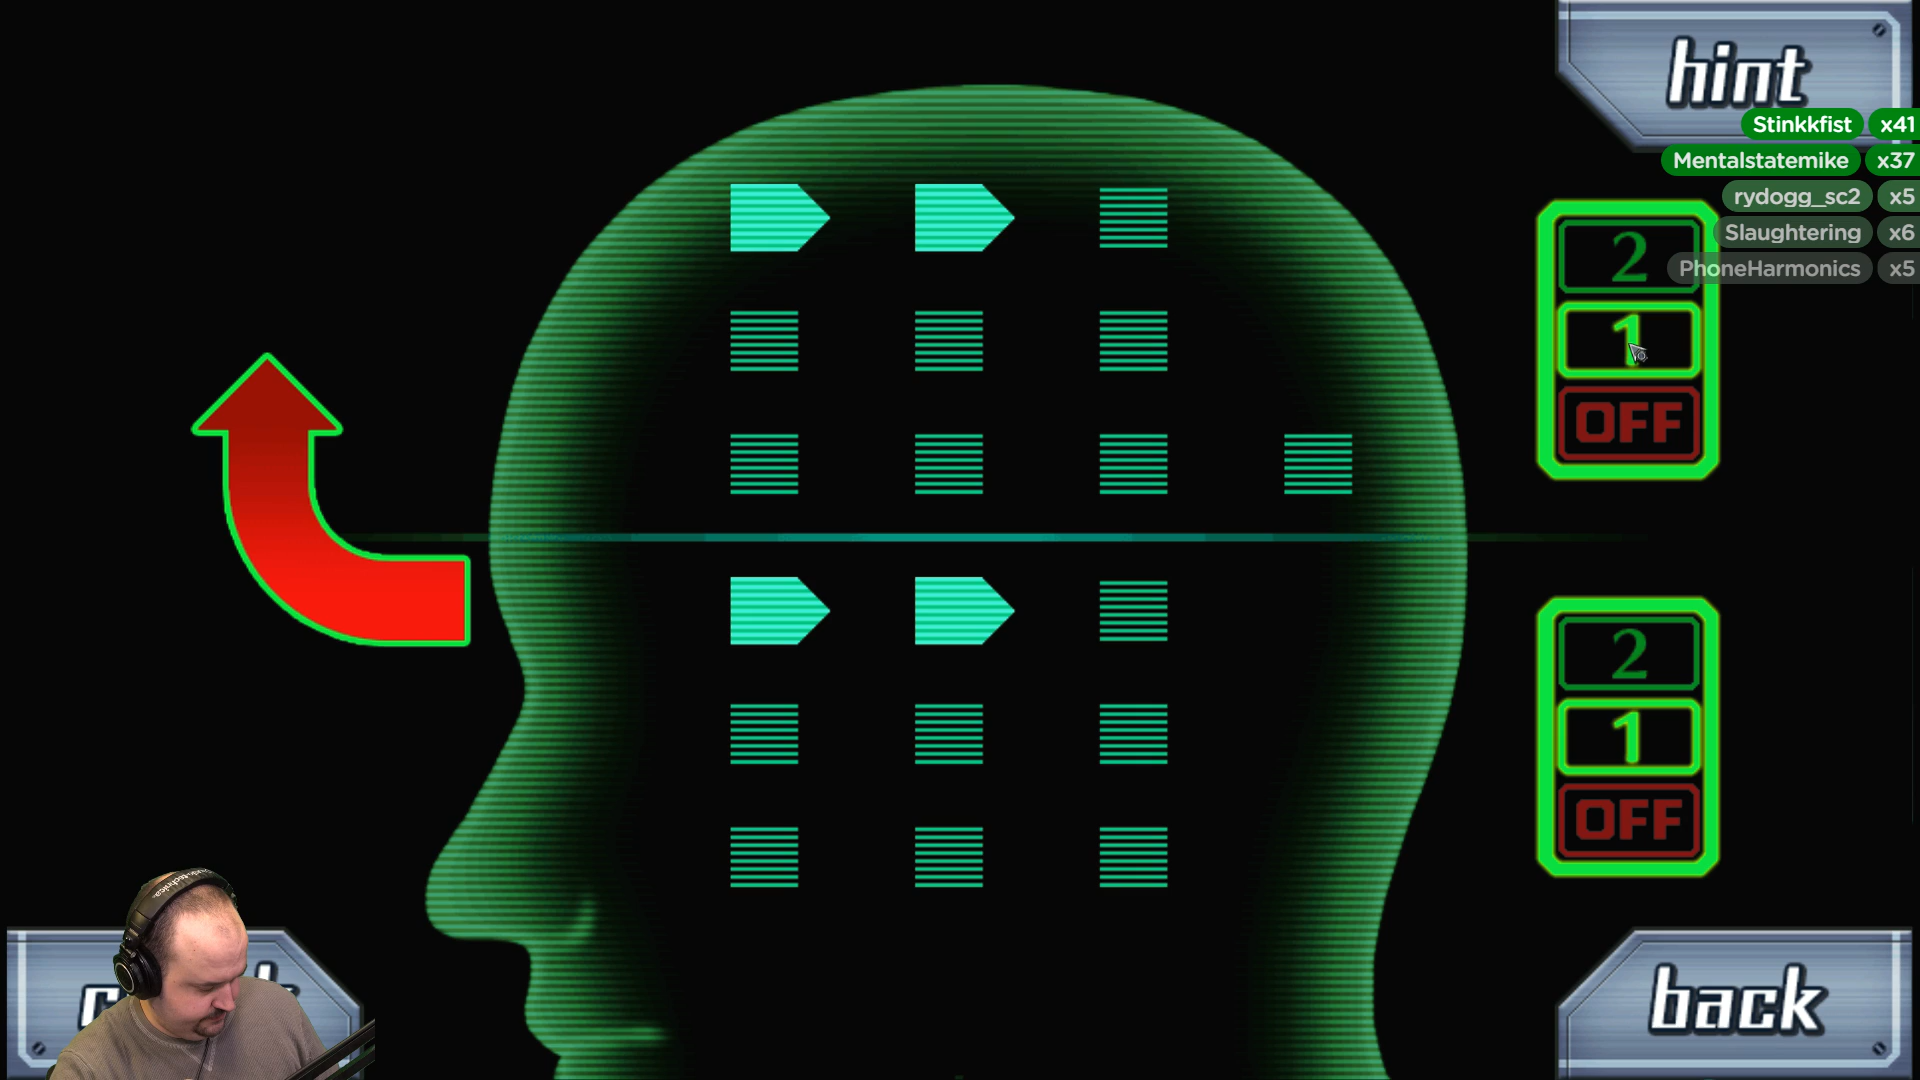 hint
Stinkkfist x41
Mentalstatemike x37
rydogg_sc2 x5
Slaughtering x6
PhoneHarmonics x5
2
1
OFF
2
1
OFF
back